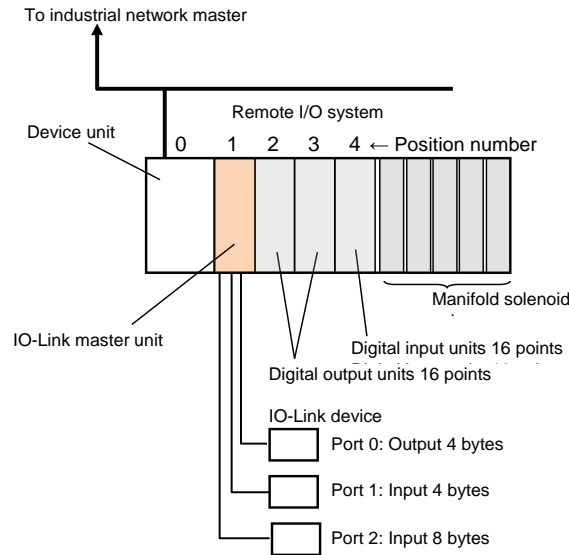 To industrial network master
Remote I/O system
Device unit
0 1 2 3 4 ← Position number
Manifold solenoid
IO-Link master unit
Digital input units 16 points
Digital output units 16 points
IO-Link device
Port 0: Output 4 bytes
Port 1: Input 4 bytes
Port 2: Input 8 bytes